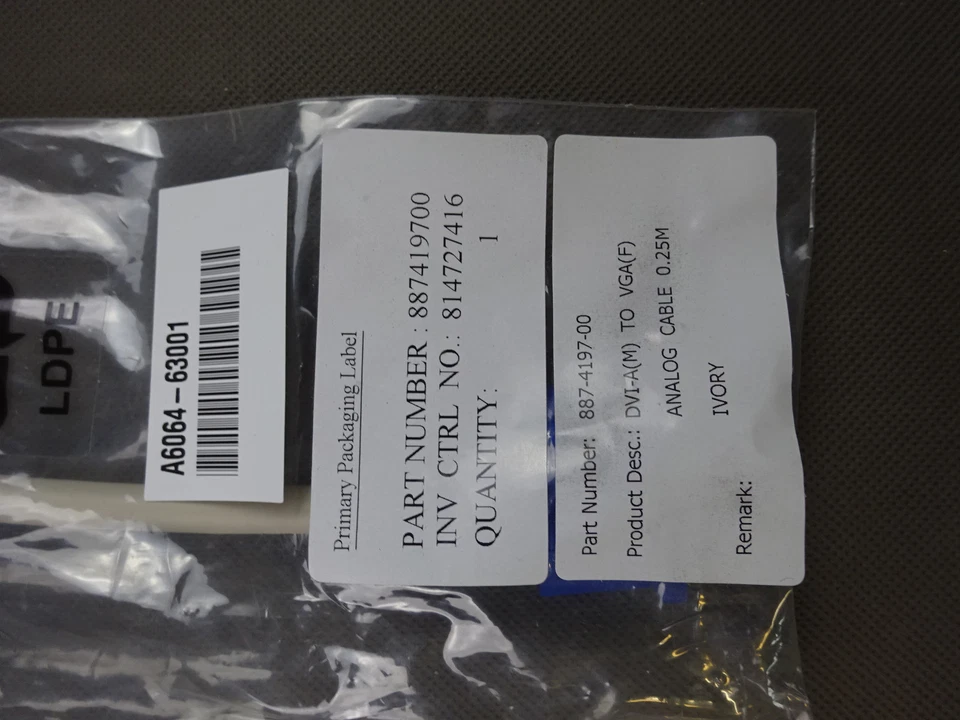 LDPE
A6064-63001
Primary Packaging Label
PART NUMBER : 887419700
INV CTRL NO.: 814727416
QUANTITY: 1
Part Number: 887-4197-00
Product Desc.: DVI-A(M) TO VGA(F)
ANALOG CABLE 0.25M
IVORY
Remark: